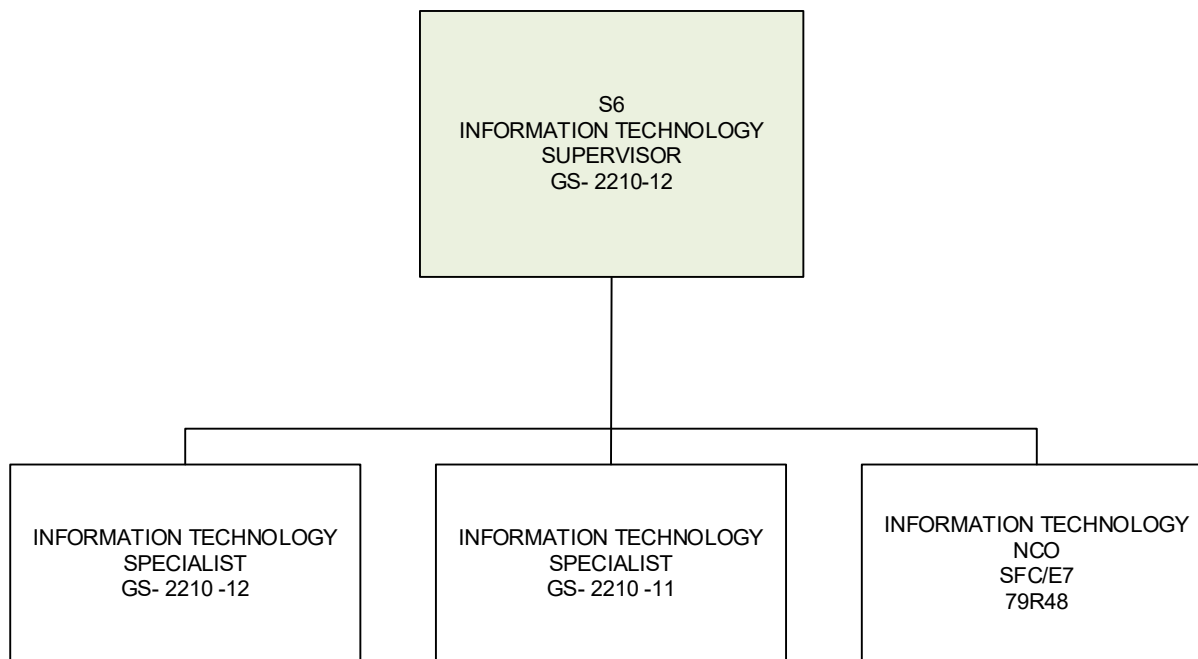 S6
INFORMATION TECHNOLOGY
SUPERVISOR
GS- 2210-12
INFORMATION TECHNOLOGY
SPECIALIST
GS- 2210 -12
INFORMATION TECHNOLOGY
SPECIALIST
GS- 2210 -11
INFORMATION TECHNOLOGY
NCO
SFC/E7
79R48